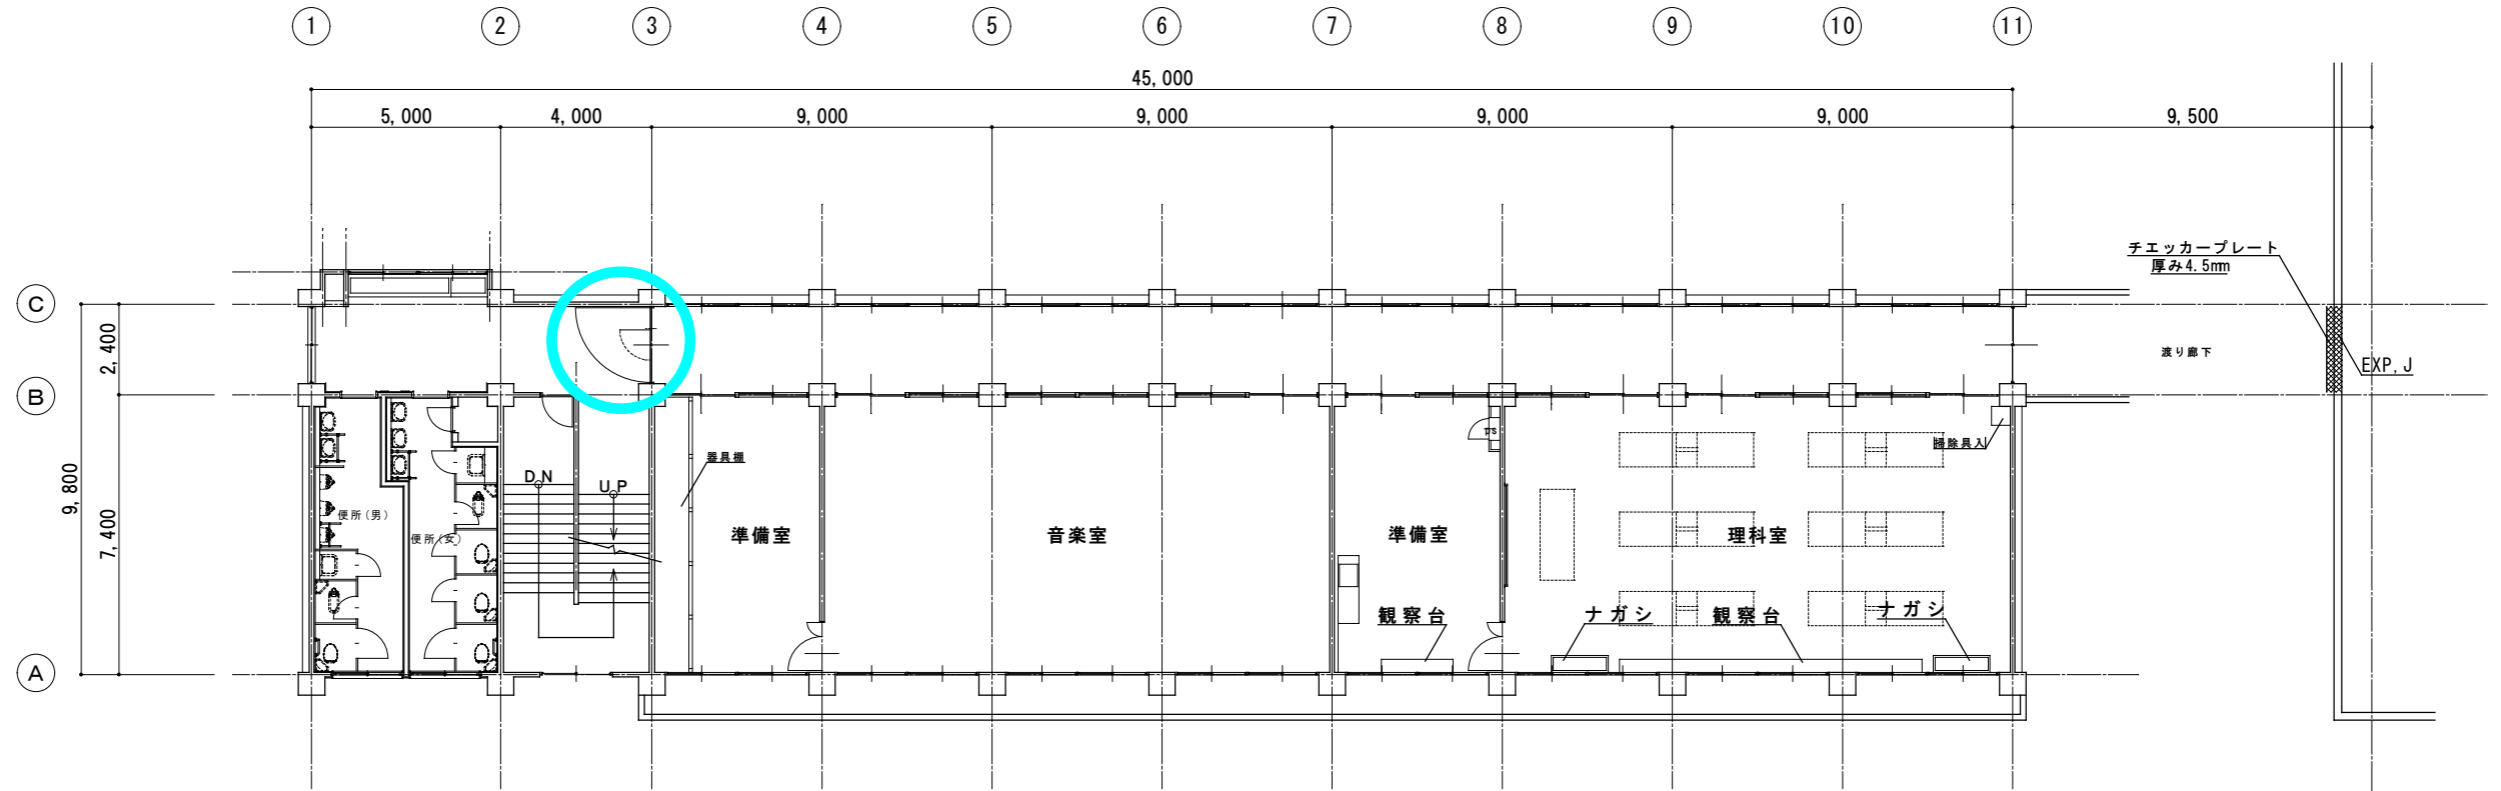 1 2 3 4 5 6 7 8 9 10 11
45,000
5,000 4,000 9,000 9,000 9,000 9,000 9,500
チェッカープレート
厚み4.5mm
C
2,400
渡り廊下
EXP,J
B
掃除具入
器具棚
PS
DN UP
9,800
便所(男)
7,400
便所(女)
準備室 音楽室 準備室 理科室
観察台 ナガシ 観察台 ナガシ
A